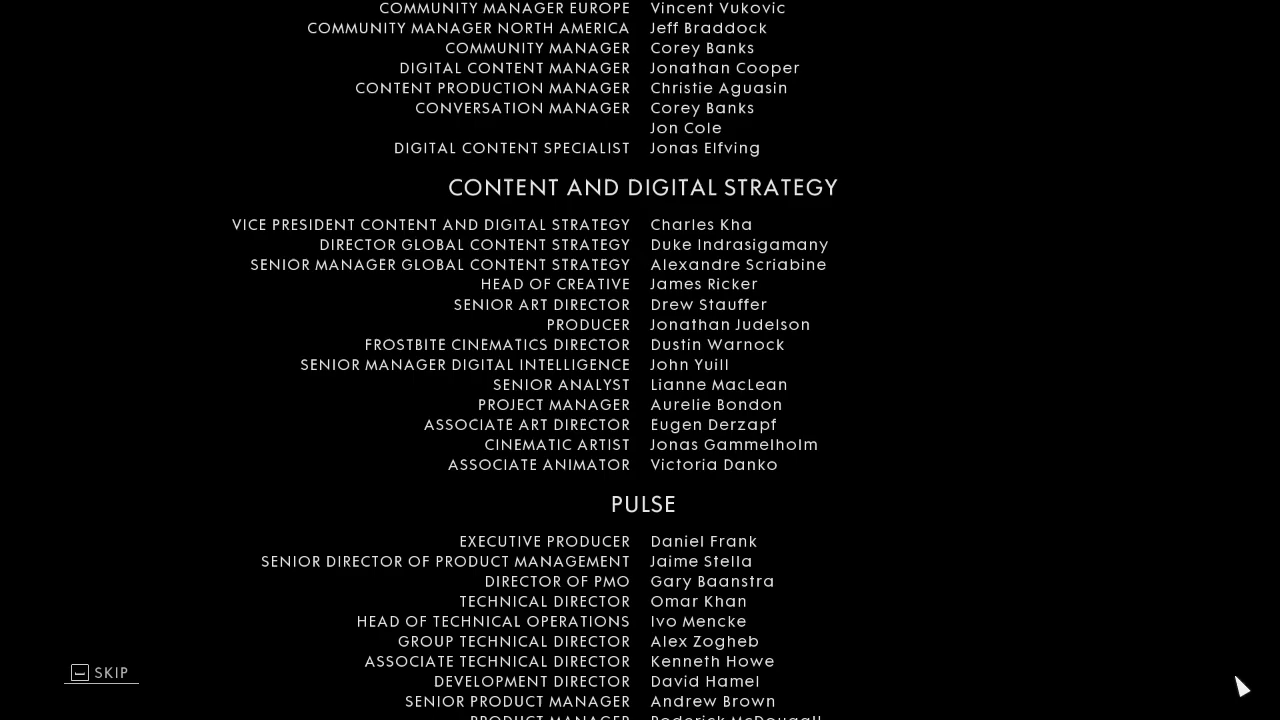 COMMUNITY MANAGER EUROPE Vincent Vukovic
COMMUNITY MANAGER NORTH AMERICA Jeff Braddock
COMMUNITY MANAGER Corey Banks
DIGITAL CONTENT MANAGER Jonathan Cooper
CONTENT PRODUCTION MANAGER Christie Aguasin
CONVERSATION MANAGER Corey Banks
Jon Cole
DIGITAL CONTENT SPECIALIST Jonas Elfving
CONTENT AND DIGITAL STRATEGY
VICE PRESIDENT CONTENT AND DIGITAL STRATEGY Charles Kha
DIRECTOR GLOBAL CONTENT STRATEGY Duke Indrasigamany
SENIOR MANAGER GLOBAL CONTENT STRATEGY Alexandre Scriabine
HEAD OF CREATIVE James Ricker
SENIOR ART DIRECTOR Drew Stauffer
PRODUCER Jonathan Judelson
FROSTBITE CINEMATICS DIRECTOR Dustin Warnock
SENIOR MANAGER DIGITAL INTELLIGENCE John Yuill
SENIOR ANALYST Lianne MacLean
PROJECT MANAGER Aurelie Bondon
ASSOCIATE ART DIRECTOR Eugen Derzapf
CINEMATIC ARTIST Jonas Gammelholm
ASSOCIATE ANIMATOR Victoria Danko
PULSE
EXECUTIVE PRODUCER Daniel Frank
SENIOR DIRECTOR OF PRODUCT MANAGEMENT Jaime Stella
DIRECTOR OF PMO Gary Baanstra
TECHNICAL DIRECTOR Omar Khan
HEAD OF TECHNICAL OPERATIONS Ivo Mencke
GROUP TECHNICAL DIRECTOR Alex Zogheb
ASSOCIATE TECHNICAL DIRECTOR Kenneth Howe
SKIP
DEVELOPMENT DIRECTOR David Hamel
SENIOR PRODUCT MANAGER Andrew Brown
PRODUCT MANAGER Roderick McDougall